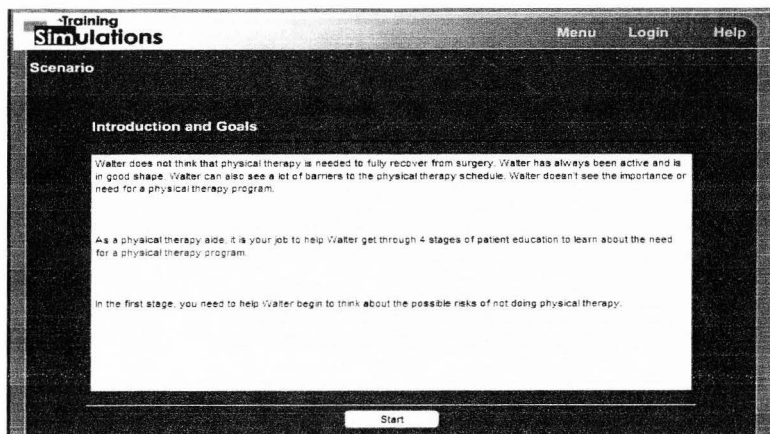 Training
Simulations
Menu Login Help
Scenario
Introduction and Goals
Walter does not think that physical therapy is needed to fully recover from surgery. Walter has always been active and is
in good shape. Walter can also see a lot of barriers to the physical therapy schedule. Walter doesn't see the importance or
need for a physical therapy program.
As a physical therapy aide, it is your job to help Walter get through 4 stages of patient education to learn about the need
for a physical therapy program.
In the first stage, you need to help Walter begin to think about the possible risks of not doing physical therapy.
Start